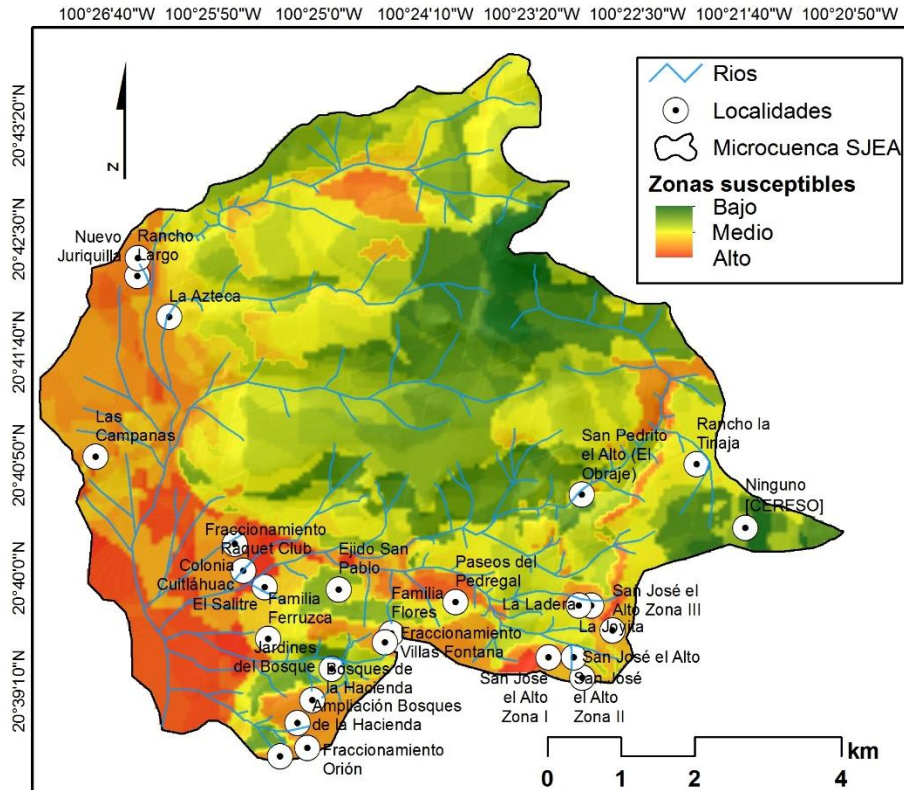 100°26'40"W 100°25'50"W 100°25'0"W 100°24'10"W 100°23'20"W 100°22'30"W 100°21'40"W 100°20'50"W
20°43'20"N
20°42'30"N
20°41'40"N
20°40'50"N
20°40'0"N
20°39'10"N
N
Rios
Localidades
Microcuenca SJEA
Zonas susceptibles
Bajo
Medio
Alto
Nuevo
Juriquilla
Rancho
Largo
La Azteca
Las
Campanas
San Pedrito
el Alto (El
Obraje)
Rancho la
Tinaja
Ninguno
[CERESO]
Fraccionamiento
Raquet Club
Colonia
Cuitláhuac
El Salitre
Familia
Ferruzca
Ejido San
Pablo
Familia
Flores
Paseos del
Pedregal
La Ladera
San José el
Alto Zona III
La Joyita
Fraccionamiento
Villas Fontana
Jardines
del Bosque
Bosques de
la Hacienda
Ampliación Bosques
de la Hacienda
San José el Alto
San José
el Alto
Zona I
San José
el Alto
Zona II
Fraccionamiento
Orión
km
0 1 2 4